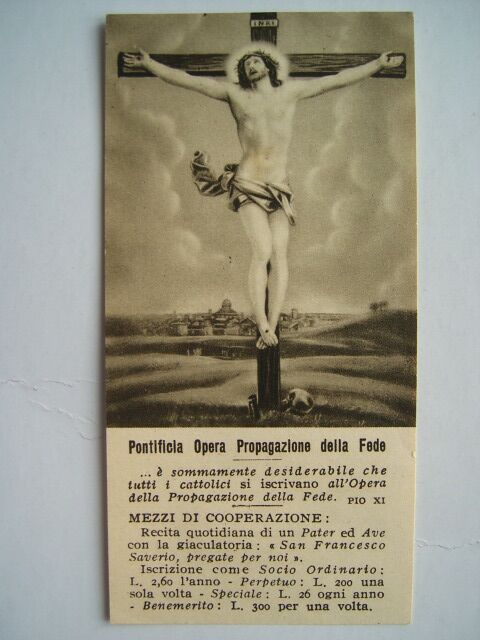 INRI
Pontificia Opera Propagazione della Fede
... è sommamente desiderabile che
tutti i cattolici si iscrivano all'Opera
della Propagazione della Fede. PIO XI
MEZZI DI COOPERAZIONE:
Recita quotidiana di un Pater ed Ave
con la giaculatoria: « San Francesco
Saverio, pregate per noi ».
Iscrizione come Socio Ordinario:
L. 2,60 l'anno - Perpetuo: L. 200 una
sola volta - Speciale: L. 26 ogni anno
- Benemerito: L. 300 per una volta.